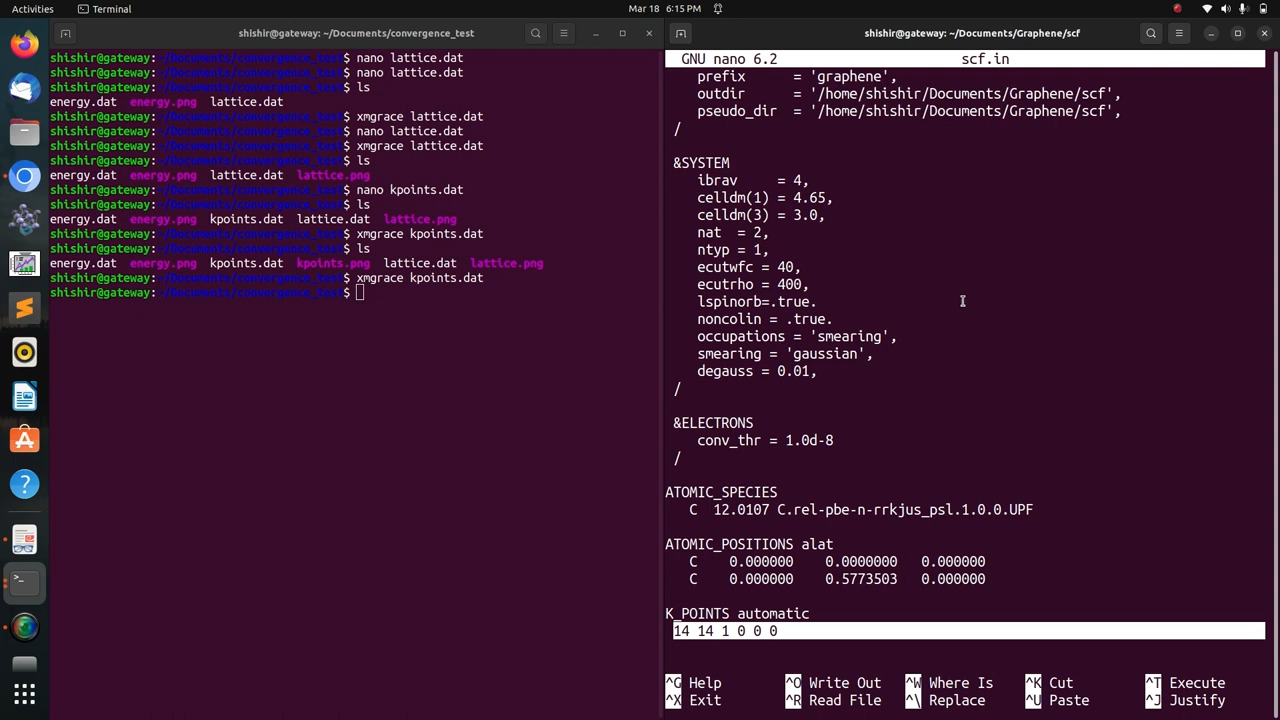 Activities
Terminal
Mar 18 6:15 PM
shishir@gateway: ~/Documents/convergence_test
shishir@gateway:~/Documents/convergence_test$ nano lattice.dat
shishir@gateway:~/Documents/convergence_test$ nano lattice.dat
shishir@gateway:~/Documents/convergence_test$ ls
energy.dat energy.png lattice.dat
shishir@gateway:~/Documents/convergence_test$ xmgrace lattice.dat
shishir@gateway:~/Documents/convergence_test$ nano lattice.dat
shishir@gateway:~/Documents/convergence_test$ xmgrace lattice.dat
shishir@gateway:~/Documents/convergence_test$ ls
energy.dat energy.png lattice.dat lattice.png
shishir@gateway:~/Documents/convergence_test$ nano kpoints.dat
shishir@gateway:~/Documents/convergence_test$ ls
energy.dat energy.png kpoints.dat lattice.dat lattice.png
shishir@gateway:~/Documents/convergence_test$ xmgrace kpoints.dat
shishir@gateway:~/Documents/convergence_test$ ls
energy.dat energy.png kpoints.dat kpoints.png lattice.dat lattice.png
shishir@gateway:~/Documents/convergence_test$ xmgrace kpoints.dat
shishir@gateway:~/Documents/convergence_test$
shishir@gateway: ~/Documents/Graphene/scf
GNU nano 6.2 scf.in
prefix = 'graphene',
outdir = '/home/shishir/Documents/Graphene/scf',
pseudo_dir = '/home/shishir/Documents/Graphene/scf',
/
&SYSTEM
ibrav = 4,
celldm(1) = 4.65,
celldm(3) = 3.0,
nat = 2,
ntyp = 1,
ecutwfc = 40,
ecutrho = 400,
lspinorb=.true.
noncolin = .true.
occupations = 'smearing',
smearing = 'gaussian',
degauss = 0.01,
/
&ELECTRONS
conv_thr = 1.0d-8
/
ATOMIC_SPECIES
C 12.0107 C.rel-pbe-n-rrkjus_psl.1.0.0.UPF
ATOMIC_POSITIONS alat
C 0.000000 0.0000000 0.000000
C 0.000000 0.5773503 0.000000
K_POINTS automatic
14 14 1 0 0 0
^G Help ^O Write Out ^W Where Is ^K Cut ^T Execute
^X Exit ^R Read File ^\ Replace ^U Paste ^J Justify